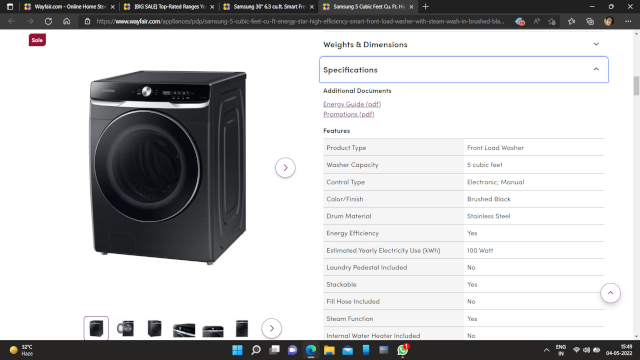 Wayfair.com - Online Home Stor
[BIG SALE] Top-Rated Ranges Yo
Samsung 30" 6.3 cu.ft. Smart Fre
Samsung 5 Cubic Feet Cu. Ft. Hi
https://www.wayfair.com/appliances/pdp/samsung-5-cubic-feet-cu-ft-energy-star-high-efficiency-smart-front-load-washer-with-steam-wash-in-brushed-bla...
Sale
Weights & Dimensions
Specifications
Additional Documents
Energy Guide (pdf)
Promotions (pdf)
Features
Product Type Front Load Washer
Washer Capacity 5 cubic feet
Control Type Electronic; Manual
Color/Finish Brushed Black
Drum Material Stainless Steel
Energy Efficiency Yes
Estimated Yearly Electricity Use (kWh) 100 Watt
Laundry Pedestal Included No
Stackable Yes
Fill Hose Included No
Steam Function Yes
Internal Water Heater Included No
32°C
Haze
ENG
IN
15:49
04-05-2022